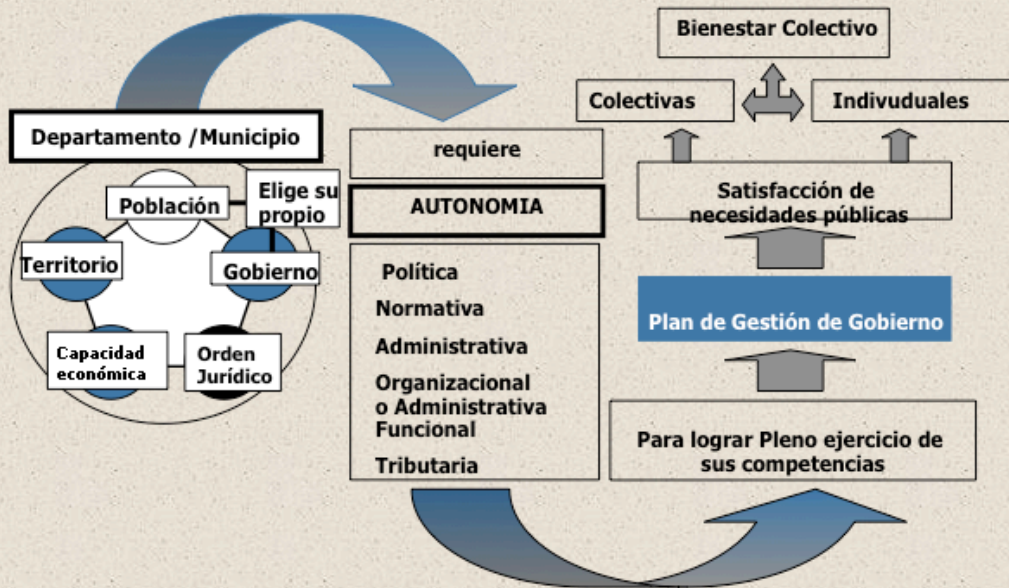 Departamento /Municipio
Población
Elige su
propio
Territorio
Gobierno
Capacidad
económica
Orden
Jurídico
requiere
AUTONOMIA
Política
Normativa
Administrativa
Organizacional
o Administrativa
Funcional
Tributaria
Bienestar Colectivo
Colectivas
Indivuduales
Satisfacción de
necesidades públicas
Plan de Gestión de Gobierno
Para lograr Pleno ejercicio de
sus competencias